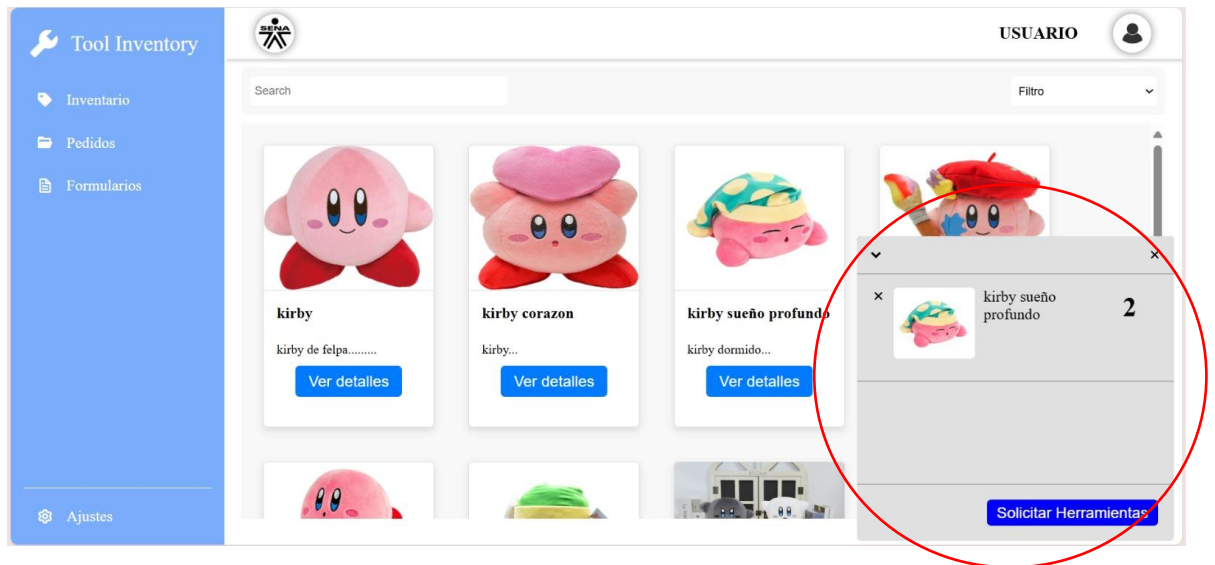 Tool Inventory
SENA
USUARIO
Inventario
Pedidos
Formularios
Ajustes
Search
Filtro
kirby
kirby de felpa.........
Ver detalles
kirby corazon
kirby...
Ver detalles
kirby sueño profundo
kirby dormido...
Ver detalles
kirby sueño
profundo
2
Solicitar Herramientas